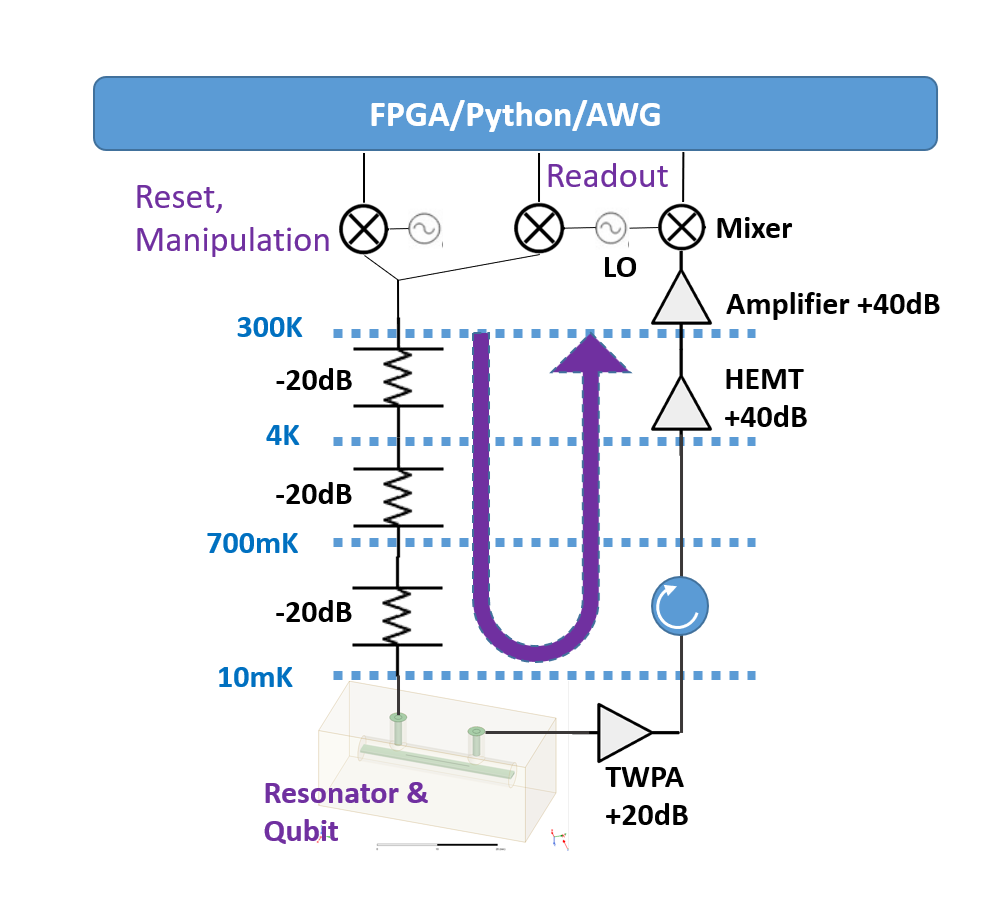 FPGA/Python/AWG
Readout
Reset,
Manipulation
Mixer
LO
Amplifier +40dB
300K
-20dB
HEMT
+40dB
4K
-20dB
700mK
-20dB
10mK
TWPA
+20dB
Resonator &
Qubit